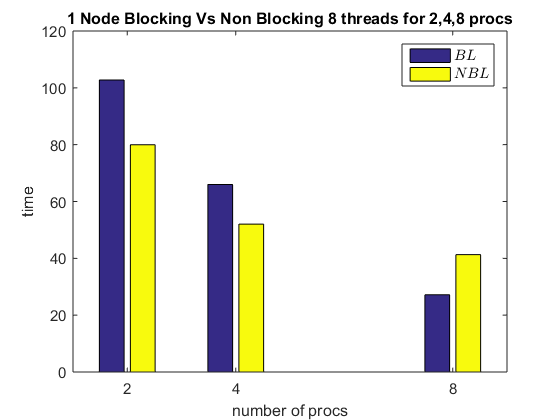 1 Node Blocking Vs Non Blocking 8 threads for 2,4,8 procs
BL
NBL
120
100
80
60
40
20
0
time
2 4 8
number of procs